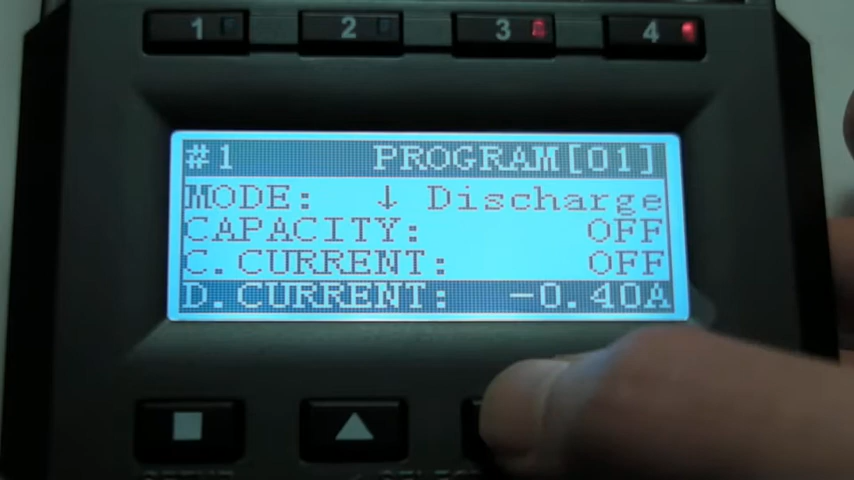 1
2
3
4
#1 PROGRAM[01]
MODE: ↓ Discharge
CAPACITY: OFF
C.CURRENT: OFF
D.CURRENT: -0.40A